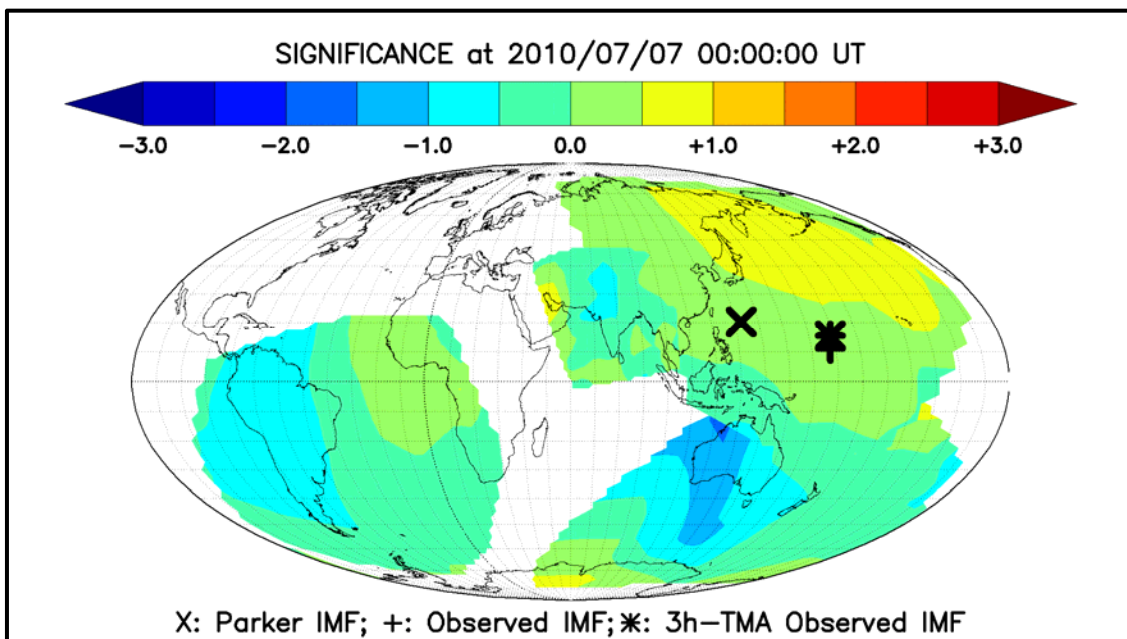 SIGNIFICANCE at 2010/07/07 00:00:00 UT
-3.0 -2.0 -1.0 0.0 +1.0 +2.0 +3.0
X: Parker IMF; +: Observed IMF; ✱: 3h-TMA Observed IMF